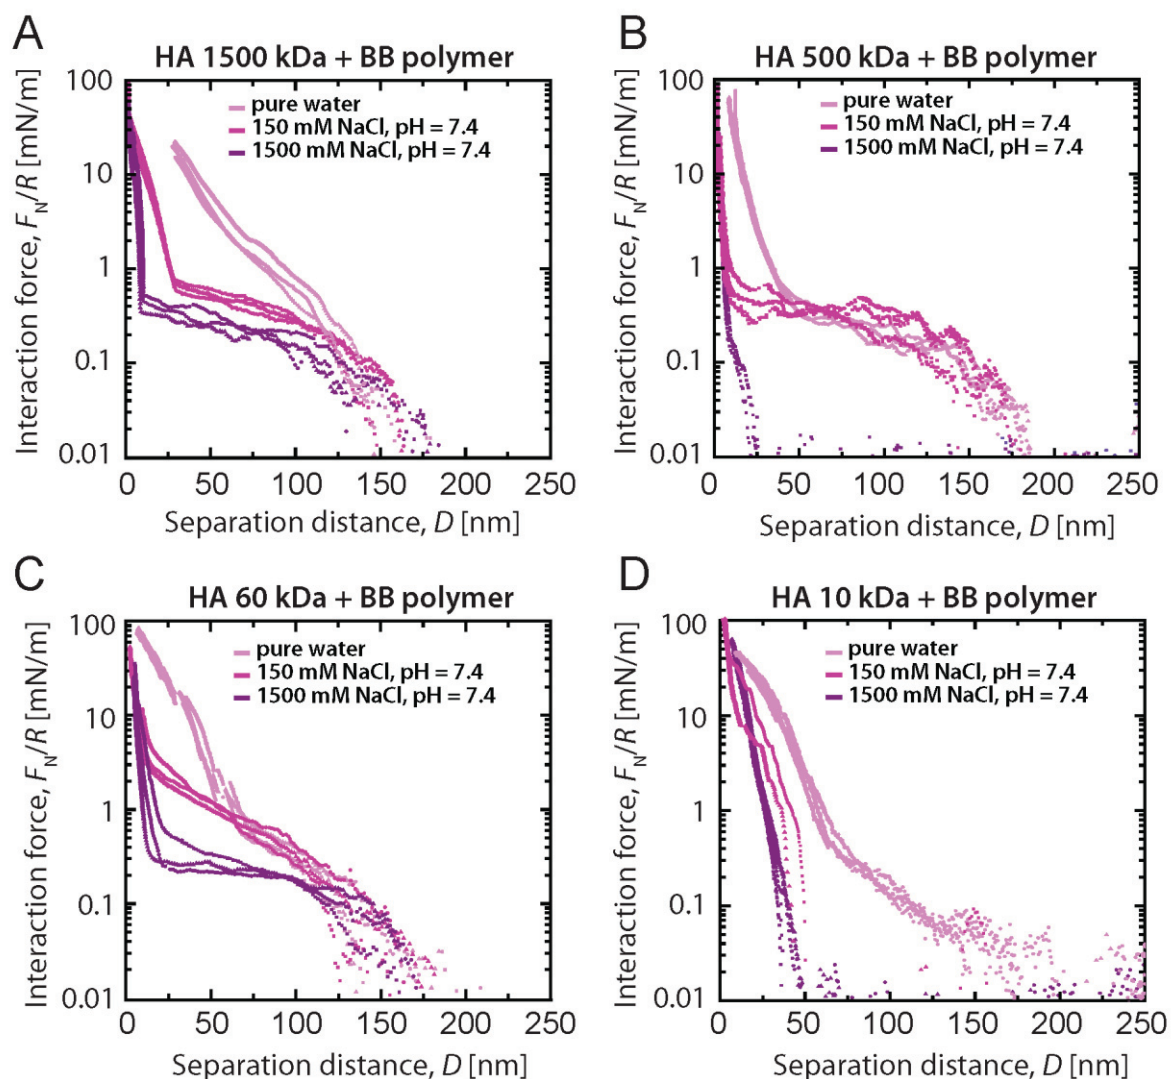 A
HA 1500 kDa + BB polymer
Interaction force, F_N/R [mN/m]
100
10
1
0.1
0.01
pure water
150 mM NaCl, pH = 7.4
1500 mM NaCl, pH = 7.4
0 50 100 150 200 250
Separation distance, D [nm]
B
HA 500 kDa + BB polymer
Interaction force, F_N/R [mN/m]
100
10
1
0.1
0.01
pure water
150 mM NaCl, pH = 7.4
1500 mM NaCl, pH = 7.4
0 50 100 150 200 250
Separation distance, D [nm]
C
HA 60 kDa + BB polymer
Interaction force, F_N/R [mN/m]
100
10
1
0.1
0.01
pure water
150 mM NaCl, pH = 7.4
1500 mM NaCl, pH = 7.4
0 50 100 150 200 250
Separation distance, D [nm]
D
HA 10 kDa + BB polymer
Interaction force, F_N/R [mN/m]
100
10
1
0.1
0.01
pure water
150 mM NaCl, pH = 7.4
1500 mM NaCl, pH = 7.4
0 50 100 150 200 250
Separation distance, D [nm]